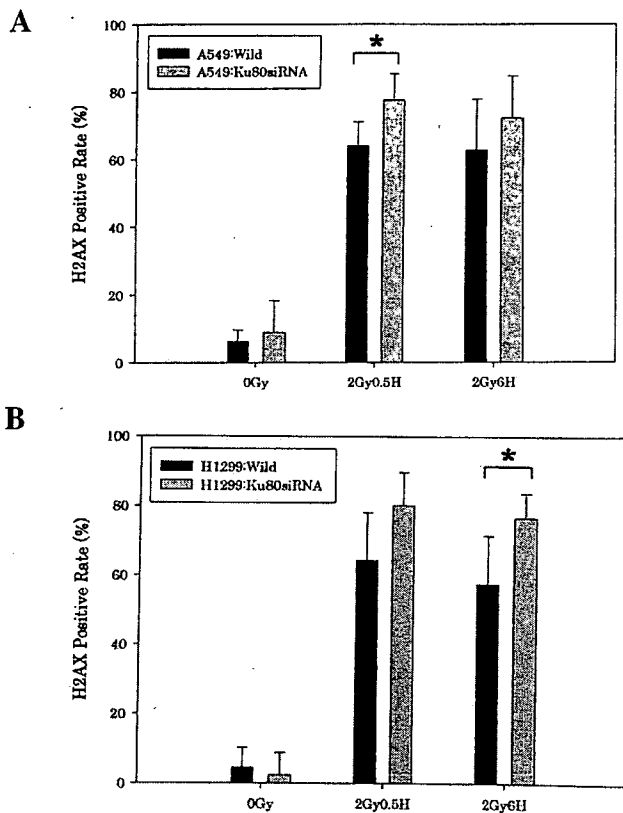 A
100
80
60
40
20
0
H2AX Positive Rate (%)
A549:Wild
A549:Ku80siRNA
*
0Gy
2Gy0.5H
2Gy6H
B
100
80
60
40
20
0
H2AX Positive Rate (%)
H1299:Wild
H1299:Ku80siRNA
*
0Gy
2Gy0.5H
2Gy6H